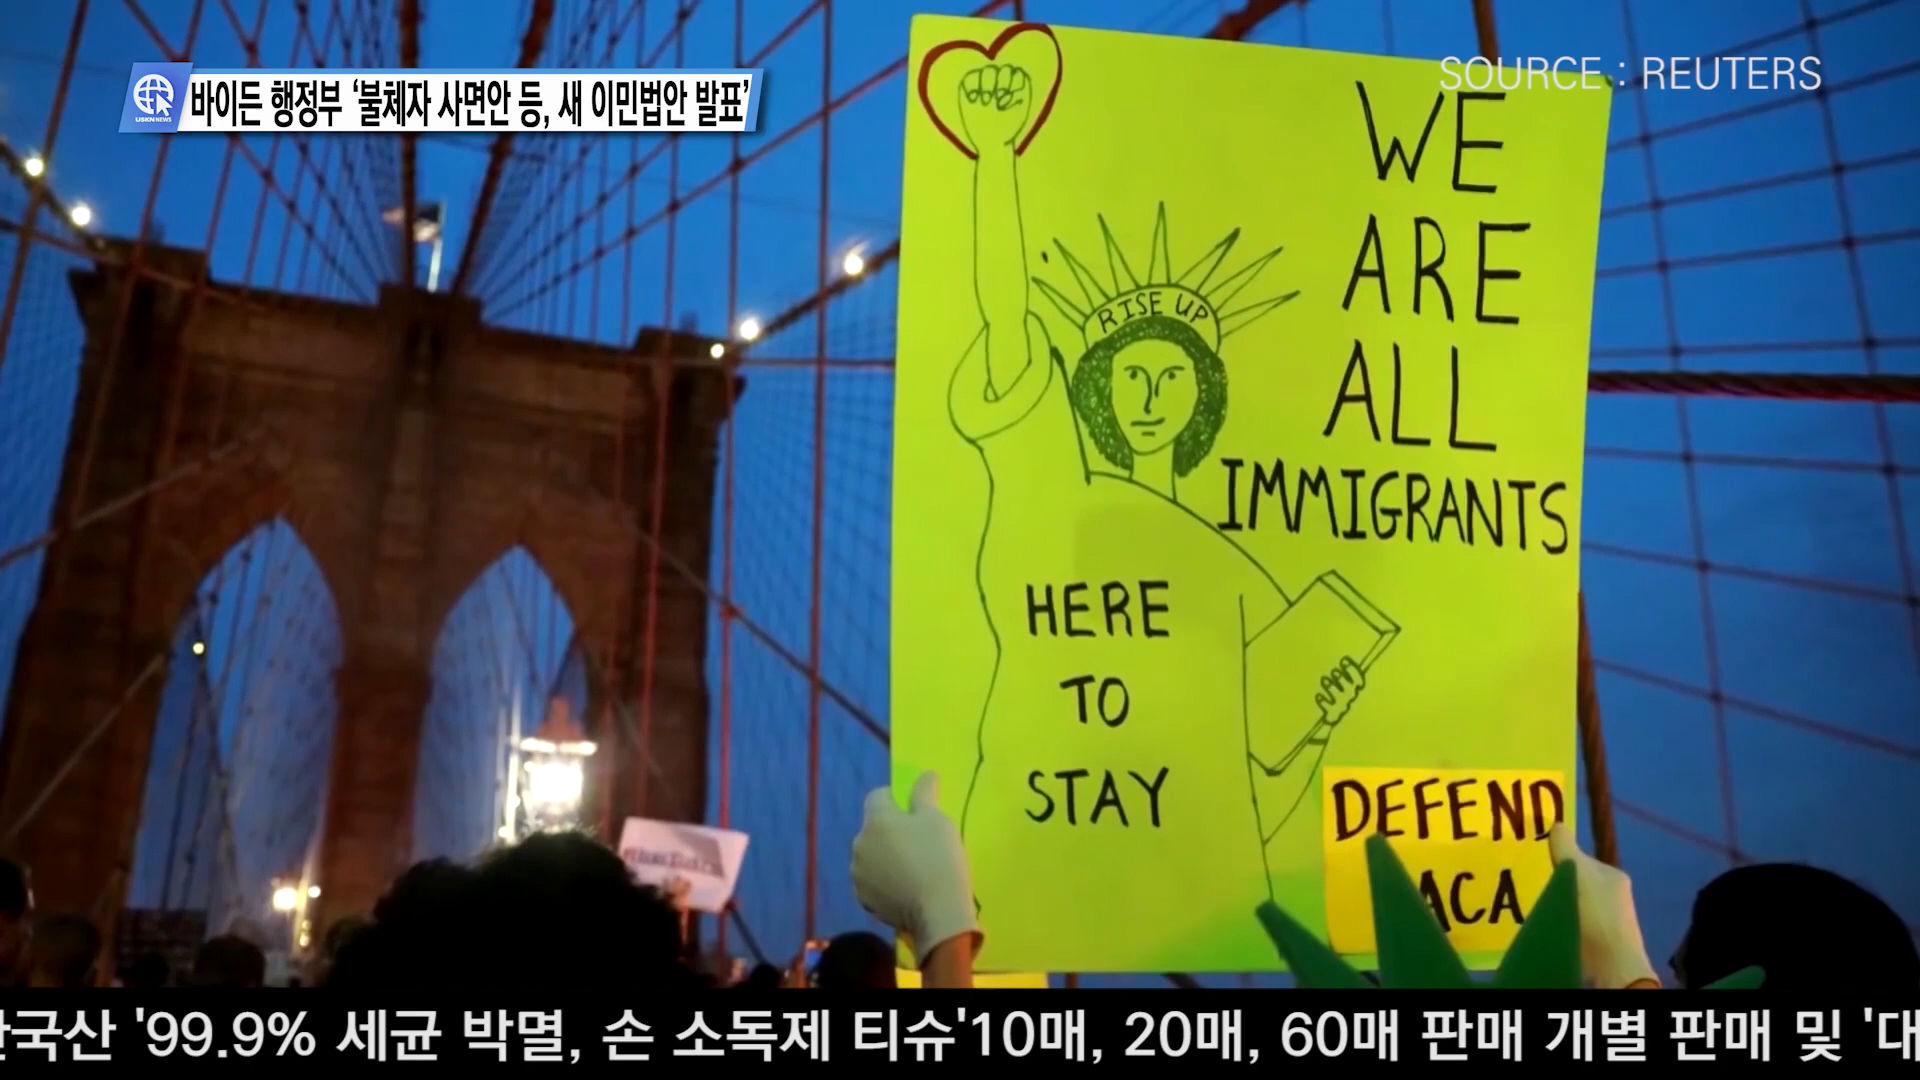 SOURCE : REUTERS
USKN NEWS
바이든 행정부 ‘불체자 사면안 등, 새 이민법안 발표’
WE
ARE
ALL
IMMIGRANTS
RISE UP
HERE
TO
STAY
DEFEND
ACA
국산 '99.9% 세균 박멸, 손 소독제 티슈'10매, 20매, 60매 판매 개별 판매 및 '대